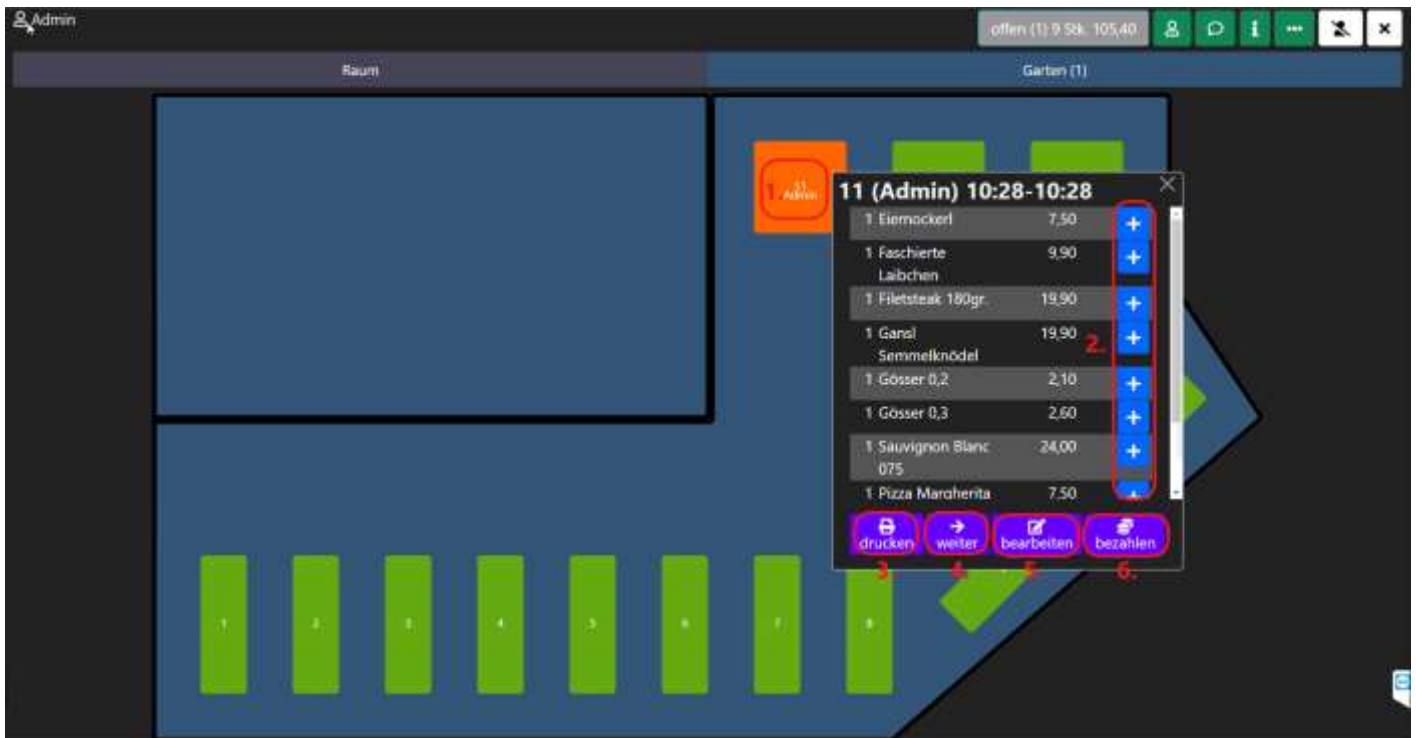 Admin
offen (1) 9 Stk. 105,40
Raum
Garten (1)
1.
11
Admin
11 (Admin) 10:28-10:28
1 Eiernockerl 7,50
1 Faschierte 9,90
Laibchen
1 Filetsteak 180gr. 19,90
1 Gansl 19,90
Semmelknödel
2.
1 Gösser 0,2 2,10
1 Gösser 0,3 2,60
1 Sauvignon Blanc 24,00
075
1 Pizza Margherita 7,50
drucken weiter bearbeiten bezahlen
3. 4. 5. 6.
1 2 3 4 5 6 7 8